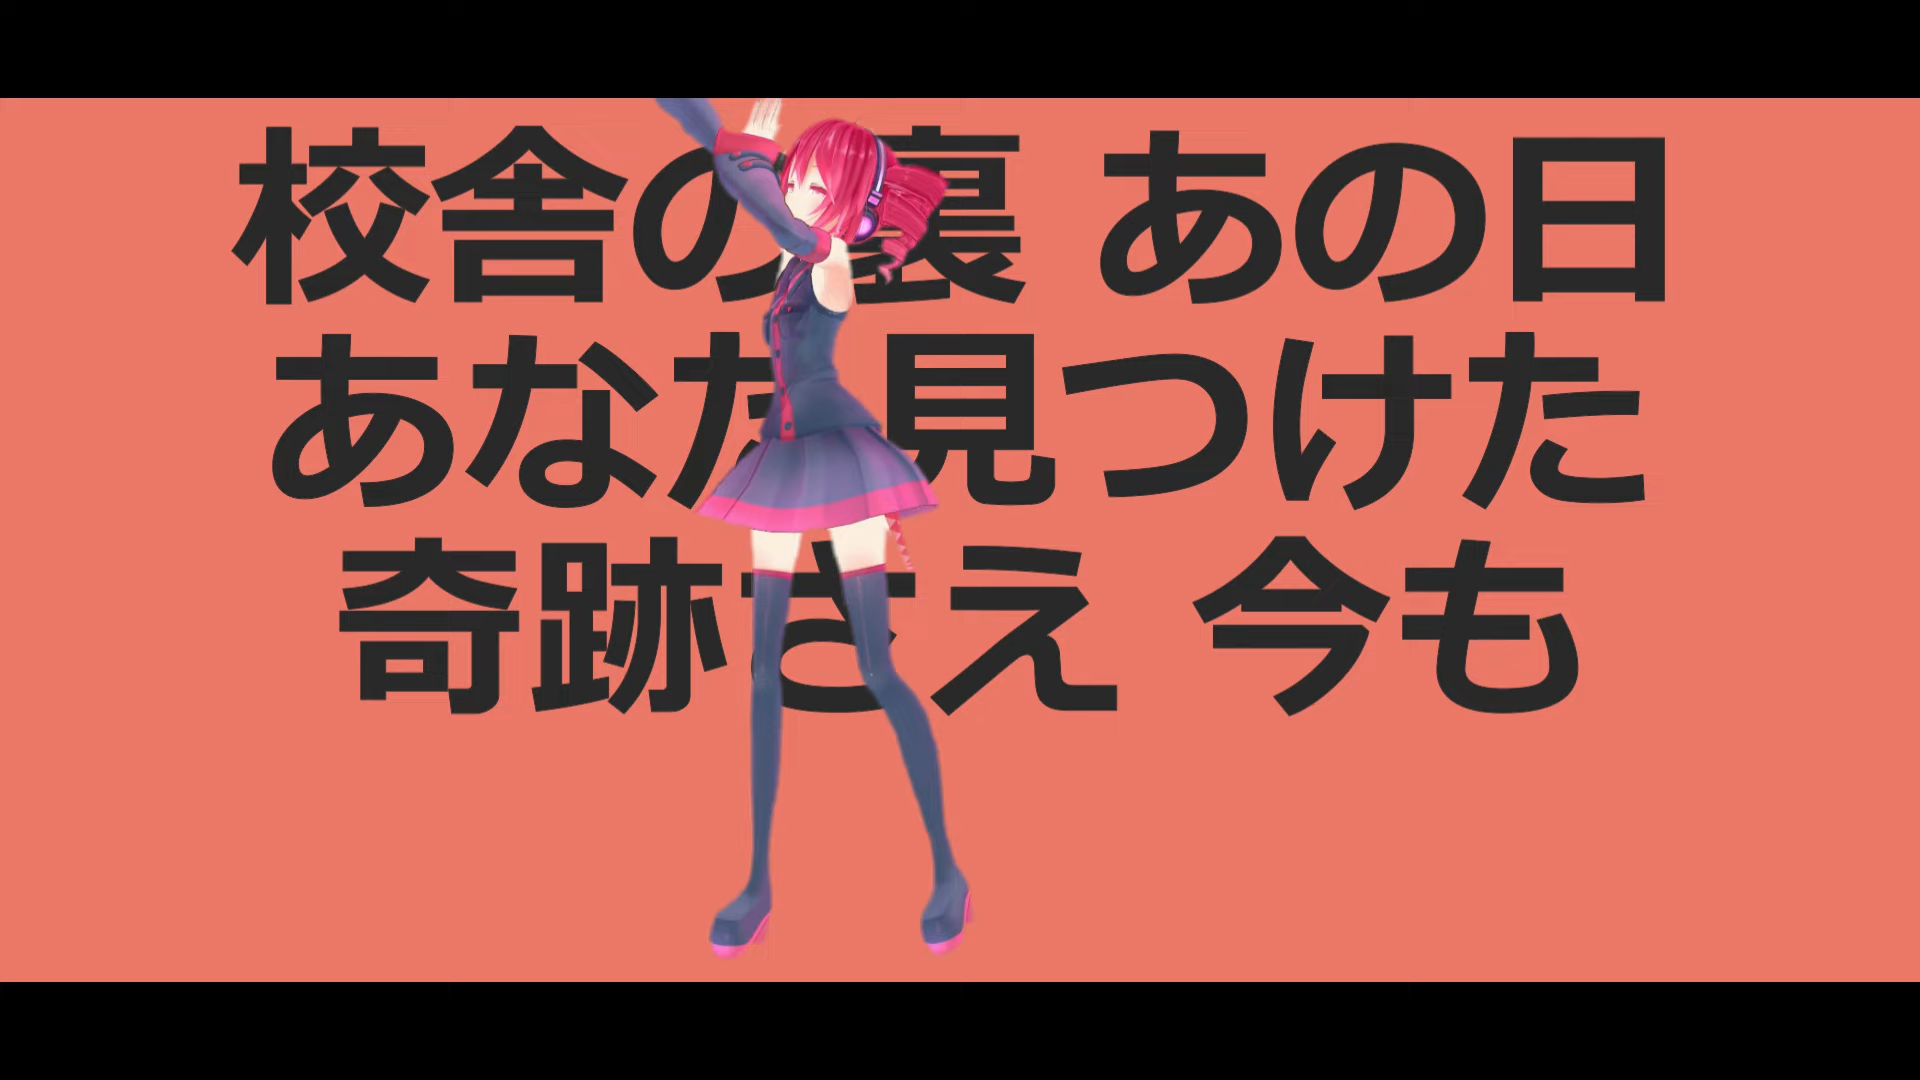 校舎の裏 あの日
あなた見つけた
奇跡さえ 今も